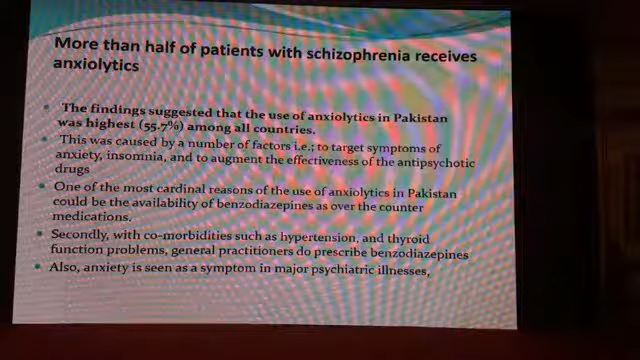 More than half of patients with schizophrenia receives
anxiolytics
The findings suggested that the use of anxiolytics in Pakistan
was highest (55.7%) among all countries.
This was caused by a number of factors i.e.; to target symptoms of
anxiety, insomnia, and to augment the effectiveness of the antipsychotic
drugs
One of the most cardinal reasons of the use of anxiolytics in Pakistan
could be the availability of benzodiazepines as over the counter
medications.
Secondly, with co-morbidities such as hypertension, and thyroid
function problems, general practitioners do prescribe benzodiazepines
Also, anxiety is seen as a symptom in major psychiatric illnesses,